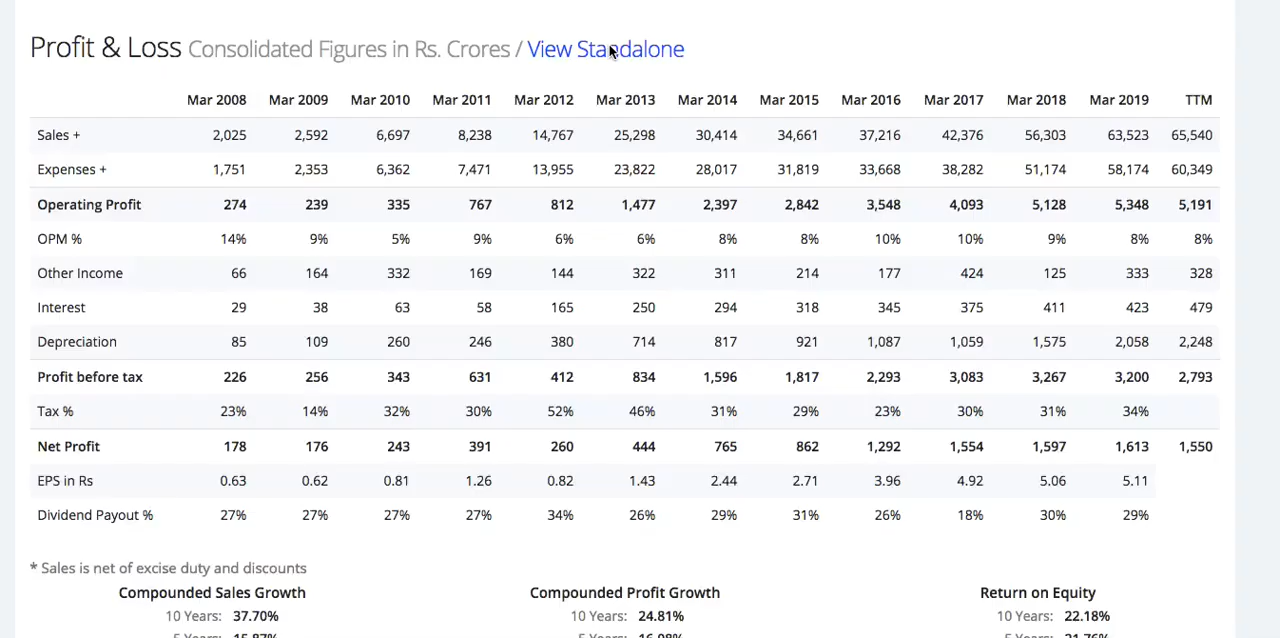 Profit & Loss Consolidated Figures in Rs. Crores / View Standalone
Mar 2008 Mar 2009 Mar 2010 Mar 2011 Mar 2012 Mar 2013 Mar 2014 Mar 2015 Mar 2016 Mar 2017 Mar 2018 Mar 2019 TTM
Sales + 2,025 2,592 6,697 8,238 14,767 25,298 30,414 34,661 37,216 42,376 56,303 63,523 65,540
Expenses + 1,751 2,353 6,362 7,471 13,955 23,822 28,017 31,819 33,668 38,282 51,174 58,174 60,349
Operating Profit 274 239 335 767 812 1,477 2,397 2,842 3,548 4,093 5,128 5,348 5,191
OPM % 14% 9% 5% 9% 6% 6% 8% 8% 10% 10% 9% 8% 8%
Other Income 66 164 332 169 144 322 311 214 177 424 125 333 328
Interest 29 38 63 58 165 250 294 318 345 375 411 423 479
Depreciation 85 109 260 246 380 714 817 921 1,087 1,059 1,575 2,058 2,248
Profit before tax 226 256 343 631 412 834 1,596 1,817 2,293 3,083 3,267 3,200 2,793
Tax % 23% 14% 32% 30% 52% 46% 31% 29% 23% 30% 31% 34%
Net Profit 178 176 243 391 260 444 765 862 1,292 1,554 1,597 1,613 1,550
EPS in Rs 0.63 0.62 0.81 1.26 0.82 1.43 2.44 2.71 3.96 4.92 5.06 5.11
Dividend Payout % 27% 27% 27% 27% 34% 26% 29% 31% 26% 18% 30% 29%
* Sales is net of excise duty and discounts
Compounded Sales Growth Compounded Profit Growth Return on Equity
10 Years: 37.70% 10 Years: 24.81% 10 Years: 22.18%
5 Years: 5 Years: 5 Years: